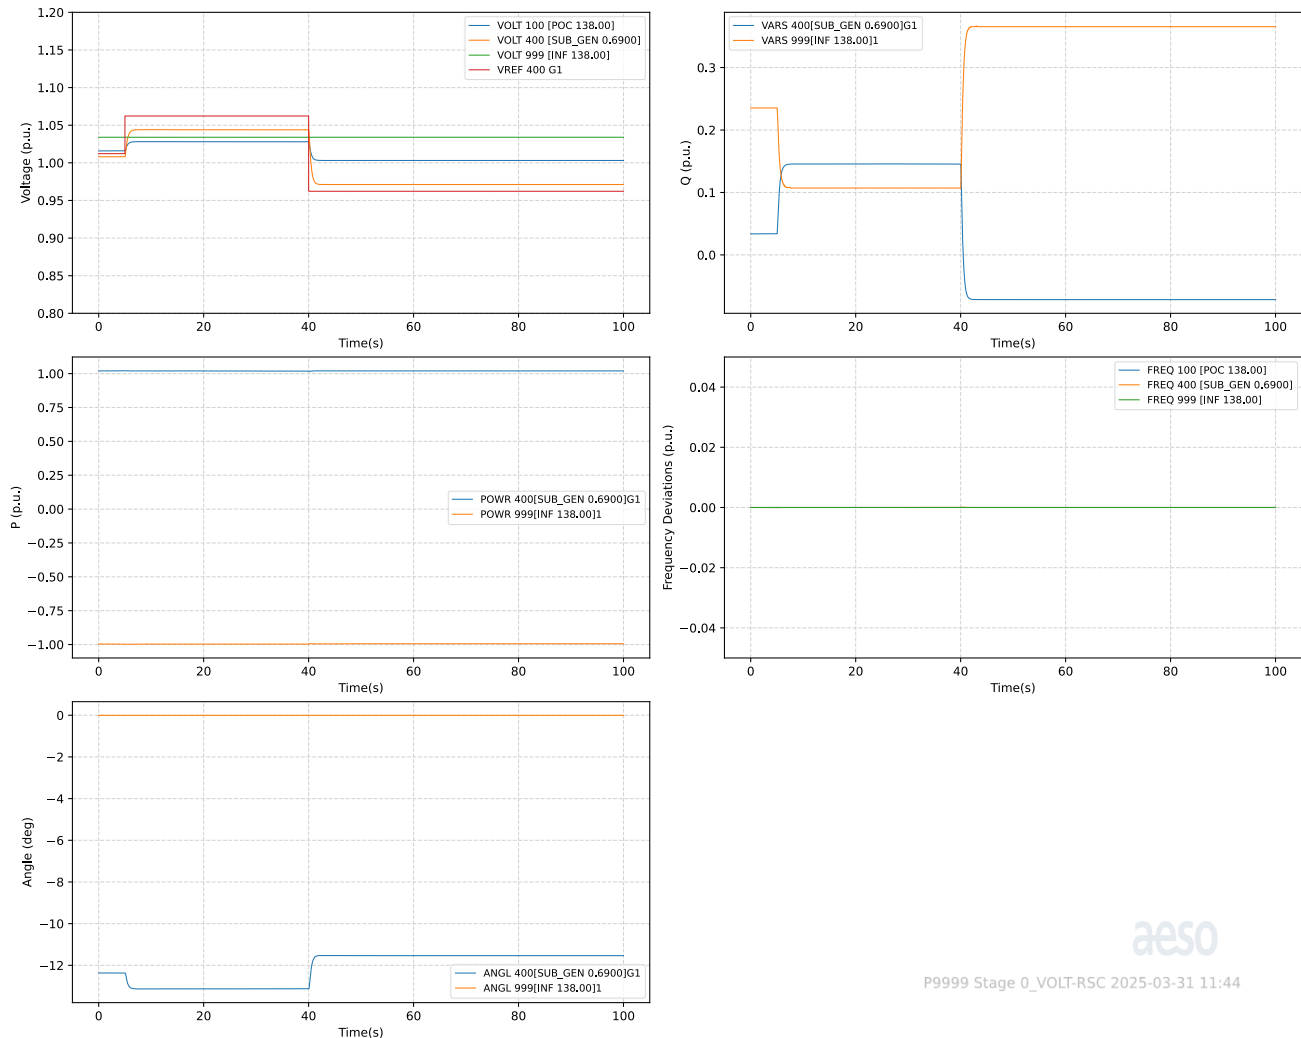 1.20
1.15
1.10
1.05
1.00
0.95
0.90
0.85
0.80
Voltage (p.u.)
VOLT 100 [POC 138.00]
VOLT 400 [SUB_GEN 0.6900]
VOLT 999 [INF 138.00]
VREF 400 G1
0 20 40 60 80 100
Time(s)
0.3
0.2
0.1
0.0
Q (p.u.)
VARS 400[SUB_GEN 0.6900]G1
VARS 999[INF 138.00]1
0 20 40 60 80 100
Time(s)
1.00
0.75
0.50
0.25
0.00
−0.25
−0.50
−0.75
−1.00
P (p.u.)
POWR 400[SUB_GEN 0.6900]G1
POWR 999[INF 138.00]1
0 20 40 60 80 100
Time(s)
0.04
0.02
0.00
−0.02
−0.04
Frequency Deviations (p.u.)
FREQ 100 [POC 138.00]
FREQ 400 [SUB_GEN 0.6900]
FREQ 999 [INF 138.00]
0 20 40 60 80 100
Time(s)
0
−2
−4
−6
−8
−10
−12
Angle (deg)
ANGL 400[SUB_GEN 0.6900]G1
ANGL 999[INF 138.00]1
0 20 40 60 80 100
Time(s)
aeso
P9999 Stage 0_VOLT-RSC 2025-03-31 11:44